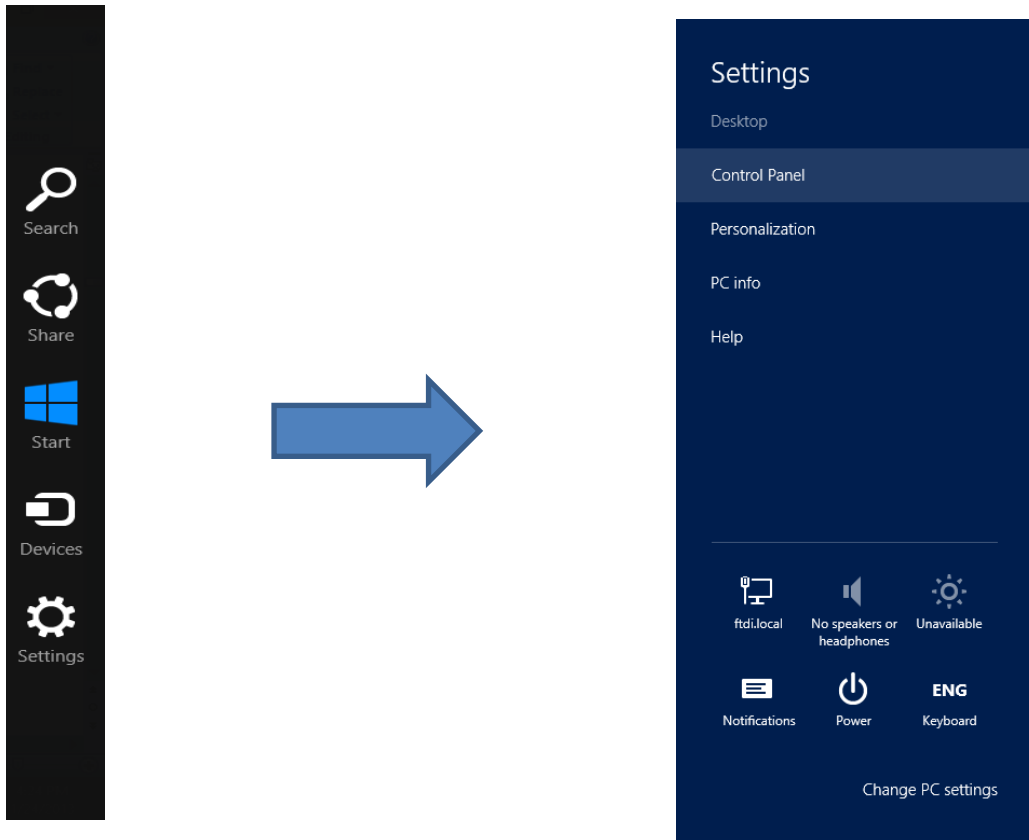 Search
Share
Start
Devices
Settings
Settings
Desktop
Control Panel
Personalization
PC info
Help
ftdi.local
No speakers or
headphones
Unavailable
Notifications
Power
ENG
Keyboard
Change PC settings